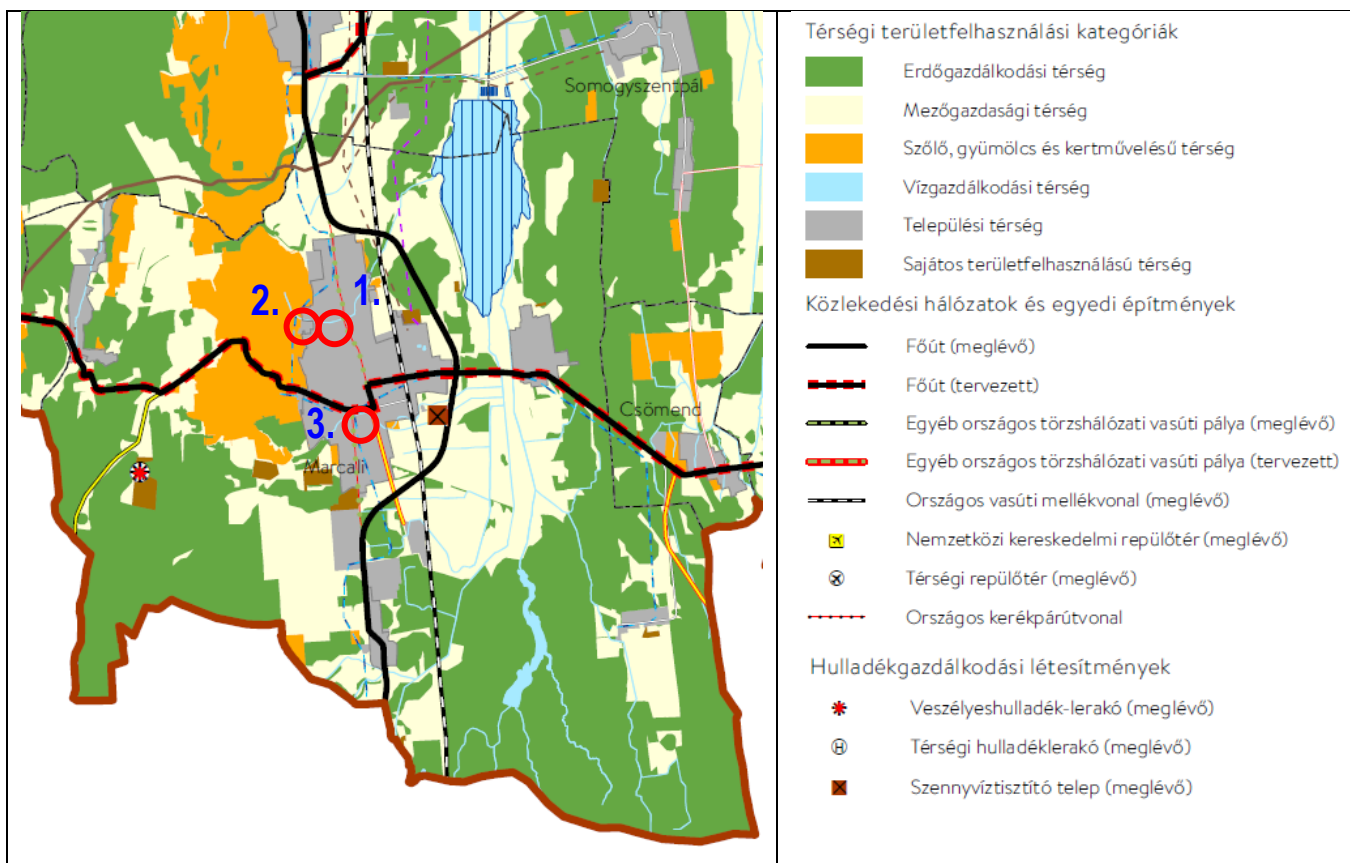 Somogyszentpál
1.
2.
3.
Csömend
Marcali
Térségi területfelhasználási kategóriák
Erdőgazdálkodási térség
Mezőgazdasági térség
Szőlő, gyümölcs és kertművelésű térség
Vízgazdálkodási térség
Települési térség
Sajátos területfelhasználású térség
Közlekedési hálózatok és egyedi építmények
Főút (meglévő)
Főút (tervezett)
Egyéb országos törzshálózati vasúti pálya (meglévő)
Egyéb országos törzshálózati vasúti pálya (tervezett)
Országos vasúti mellékvonal (meglévő)
Nemzetközi kereskedelmi repülőtér (meglévő)
Térségi repülőtér (meglévő)
Országos kerékpárútvonal
Hulladékgazdálkodási létesítmények
Veszélyeshulladék-lerakó (meglévő)
H Térségi hulladéklerakó (meglévő)
Szennyvíztisztító telep (meglévő)